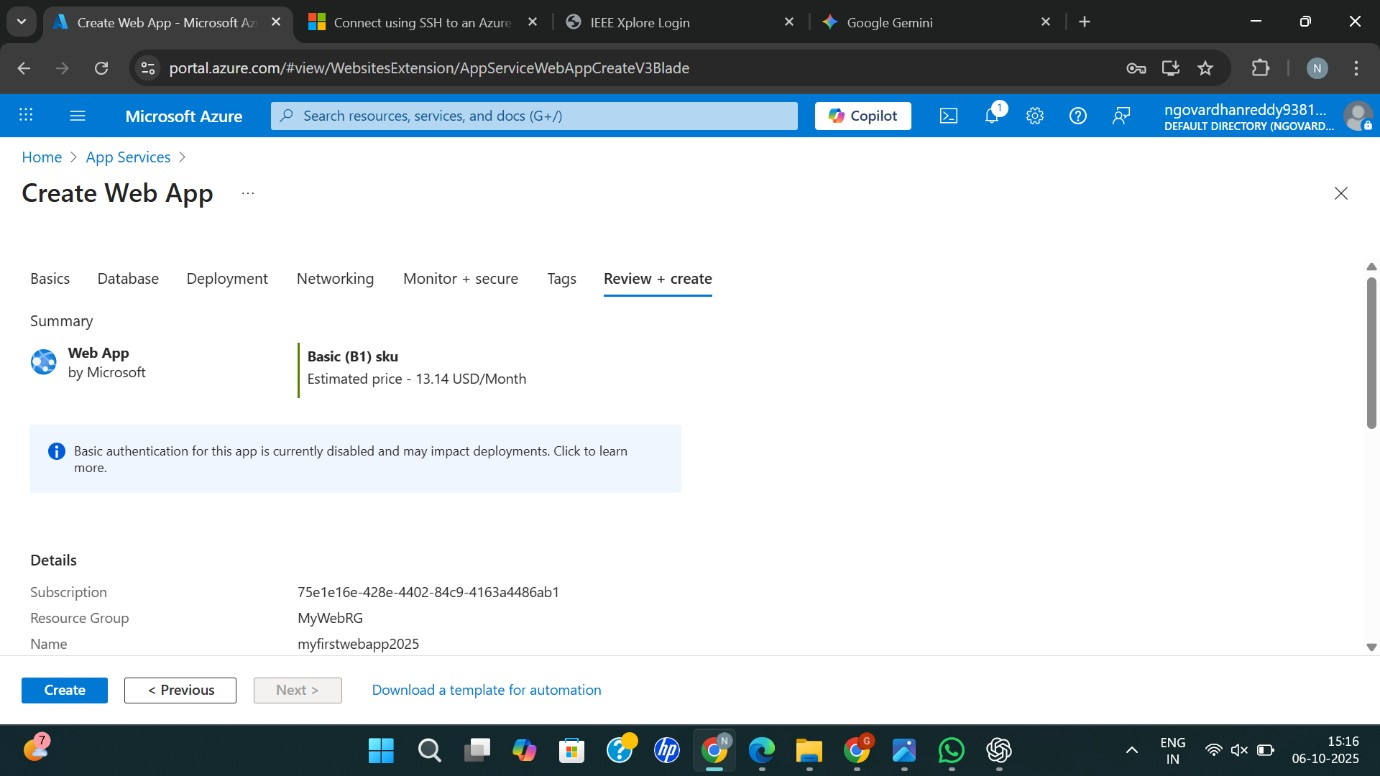 Create Web App - Microsoft Az
Connect using SSH to an Azure
IEEE Xplore Login
Google Gemini
portal.azure.com/#view/WebsitesExtension/AppServiceWebAppCreateV3Blade
N
Microsoft Azure
Search resources, services, and docs (G+/)
Copilot
1
ngovardhanreddy9381...
DEFAULT DIRECTORY (NGOVARD...
Home > App Services >
Create Web App ...
Basics Database Deployment Networking Monitor + secure Tags Review + create
Summary
Web App
by Microsoft
Basic (B1) sku
Estimated price - 13.14 USD/Month
Basic authentication for this app is currently disabled and may impact deployments. Click to learn
more.
Details
Subscription 75e1e16e-428e-4402-84c9-4163a4486ab1
Resource Group MyWebRG
Name myfirstwebapp2025
Create < Previous Next > Download a template for automation
7
hp
N
G
ENG
IN
15:16
06-10-2025